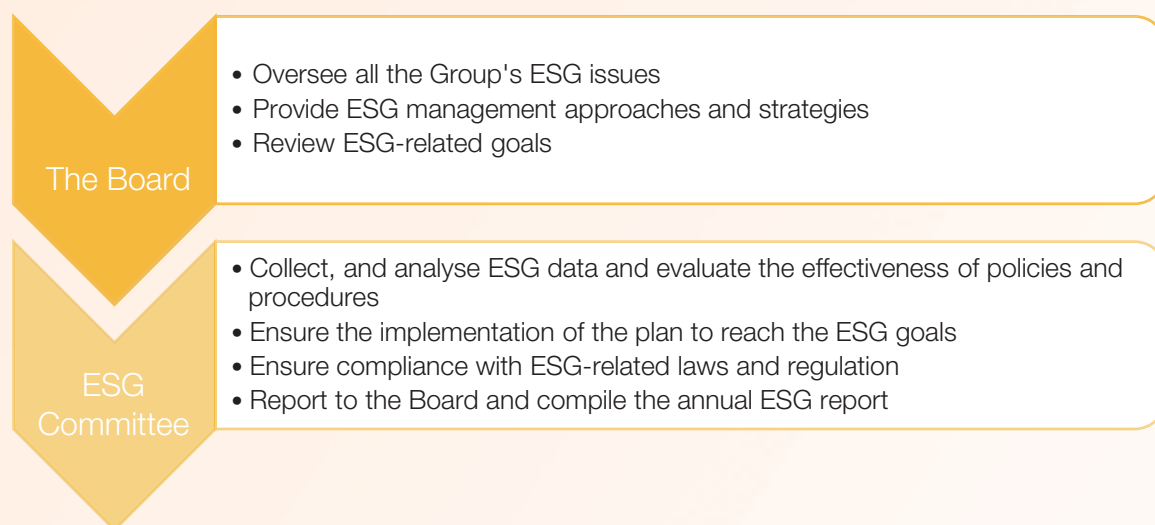 The Board
• Oversee all the Group's ESG issues
• Provide ESG management approaches and strategies
• Review ESG-related goals
ESG
Committee
• Collect, and analyse ESG data and evaluate the effectiveness of policies and
procedures
• Ensure the implementation of the plan to reach the ESG goals
• Ensure compliance with ESG-related laws and regulation
• Report to the Board and compile the annual ESG report